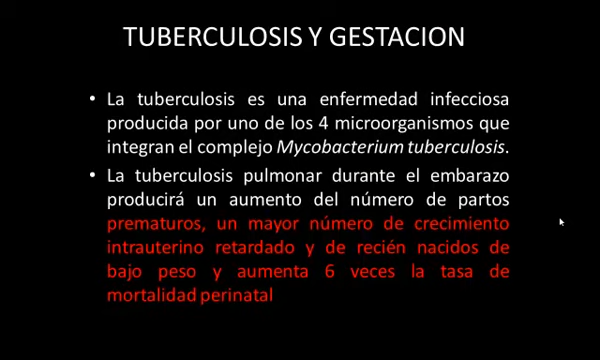 TUBERCULOSIS Y GESTACION
• La tuberculosis es una enfermedad infecciosa
producida por uno de los 4 microorganismos que
integran el complejo Mycobacterium tuberculosis.
• La tuberculosis pulmonar durante el embarazo
producirá un aumento del número de partos
prematuros, un mayor número de crecimiento
intrauterino retardado y de recién nacidos de
bajo peso y aumenta 6 veces la tasa de
mortalidad perinatal